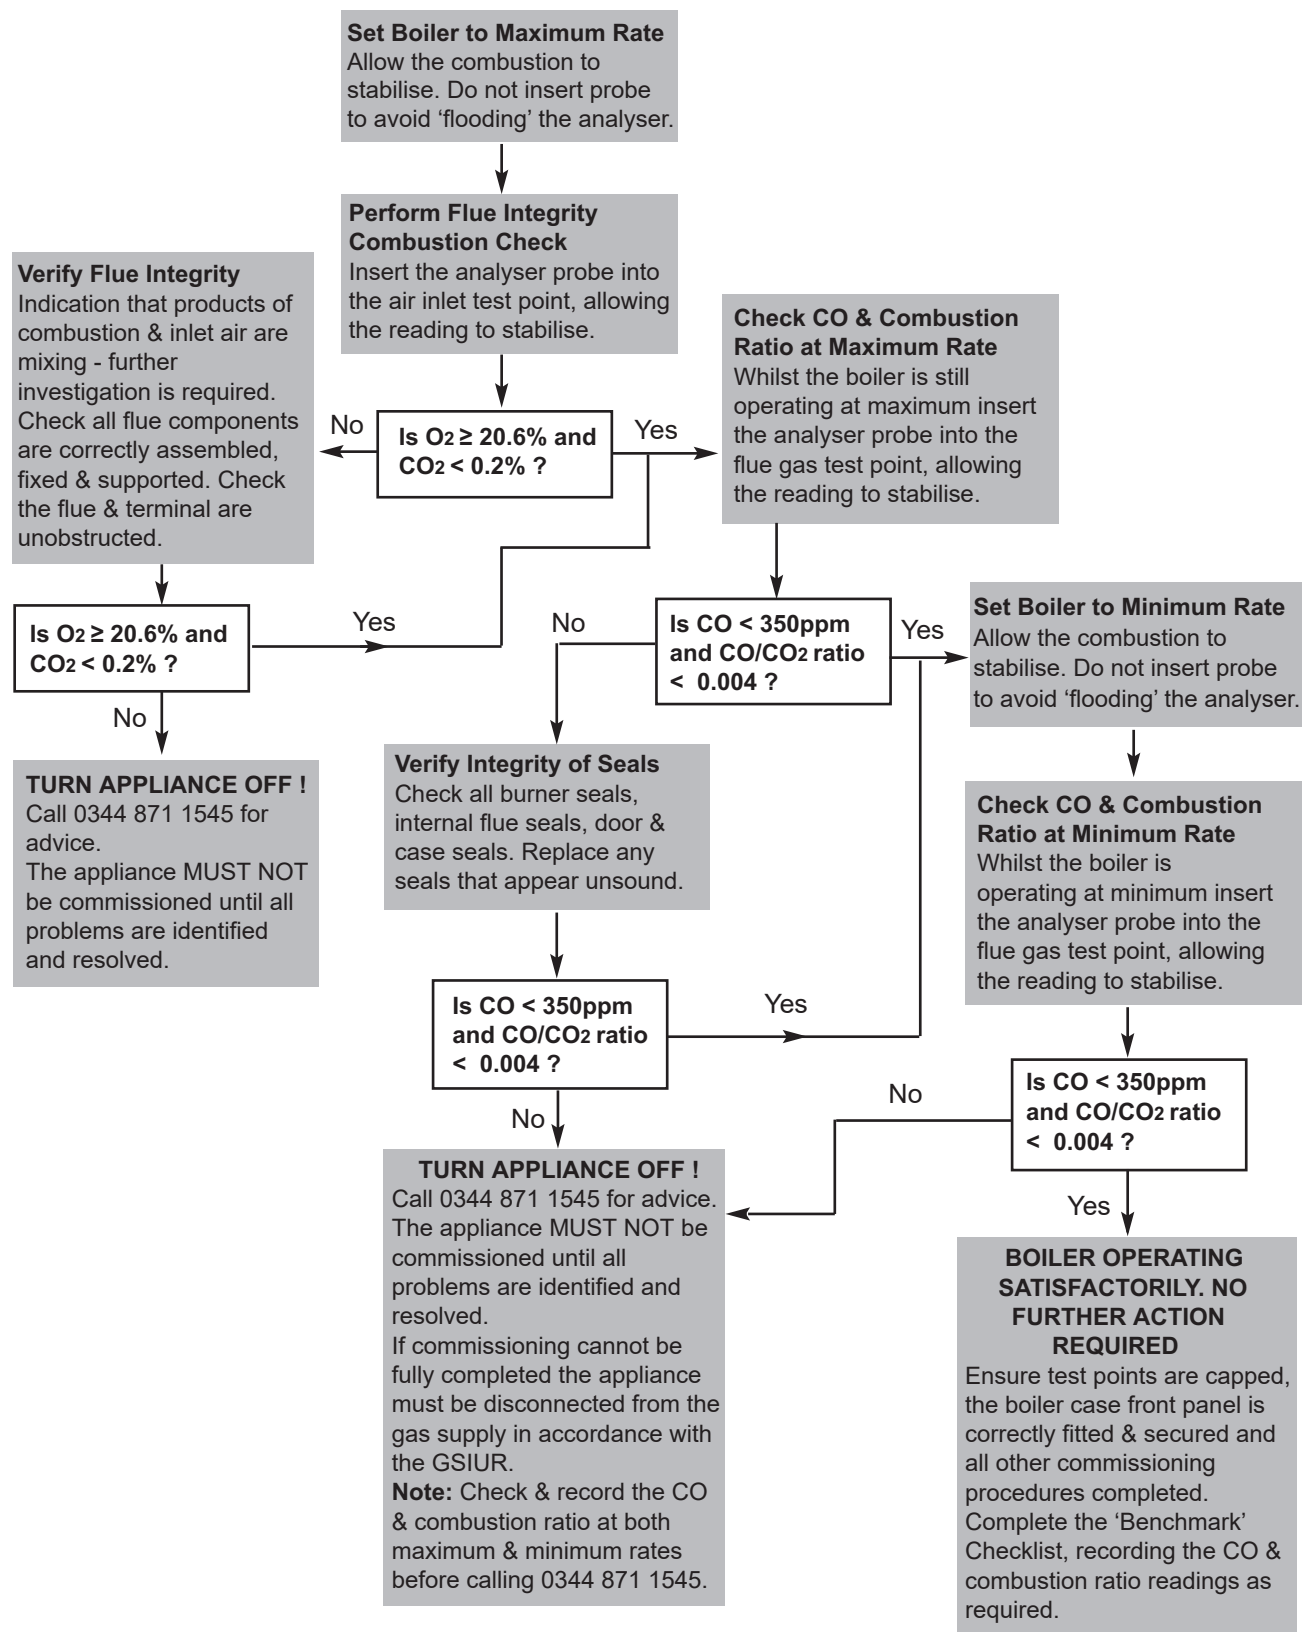 Set Boiler to Maximum Rate
Allow the combustion to
stabilise. Do not insert probe
to avoid ‘flooding’ the analyser.
Perform Flue Integrity
Combustion Check
Insert the analyser probe into
the air inlet test point, allowing
the reading to stabilise.
Verify Flue Integrity
Indication that products of
combustion & inlet air are
mixing - further
investigation is required.
Check all flue components
are correctly assembled,
fixed & supported. Check
the flue & terminal are
unobstructed.
No
Is O2 ≥ 20.6% and
CO2 < 0.2% ?
Yes
Check CO & Combustion
Ratio at Maximum Rate
Whilst the boiler is still
operating at maximum insert
the analyser probe into the
flue gas test point, allowing
the reading to stabilise.
Is O2 ≥ 20.6% and
CO2 < 0.2% ?
Yes
No
TURN APPLIANCE OFF !
Call 0344 871 1545 for
advice.
The appliance MUST NOT
be commissioned until all
problems are identified
and resolved.
No
Is CO < 350ppm
and CO/CO2 ratio
< 0.004 ?
Yes
Set Boiler to Minimum Rate
Allow the combustion to
stabilise. Do not insert probe
to avoid ‘flooding’ the analyser.
Verify Integrity of Seals
Check all burner seals,
internal flue seals, door &
case seals. Replace any
seals that appear unsound.
Check CO & Combustion
Ratio at Minimum Rate
Whilst the boiler is
operating at minimum insert
the analyser probe into the
flue gas test point, allowing
the reading to stabilise.
Is CO < 350ppm
and CO/CO2 ratio
< 0.004 ?
Yes
No
Is CO < 350ppm
and CO/CO2 ratio
< 0.004 ?
No
Yes
TURN APPLIANCE OFF !
Call 0344 871 1545 for advice.
The appliance MUST NOT be
commissioned until all
problems are identified and
resolved.
If commissioning cannot be
fully completed the appliance
must be disconnected from the
gas supply in accordance with
the GSIUR.
Note: Check & record the CO
& combustion ratio at both
maximum & minimum rates
before calling 0344 871 1545.
BOILER OPERATING
SATISFACTORILY. NO
FURTHER ACTION
REQUIRED
Ensure test points are capped,
the boiler case front panel is
correctly fitted & secured and
all other commissioning
procedures completed.
Complete the ‘Benchmark’
Checklist, recording the CO &
combustion ratio readings as
required.